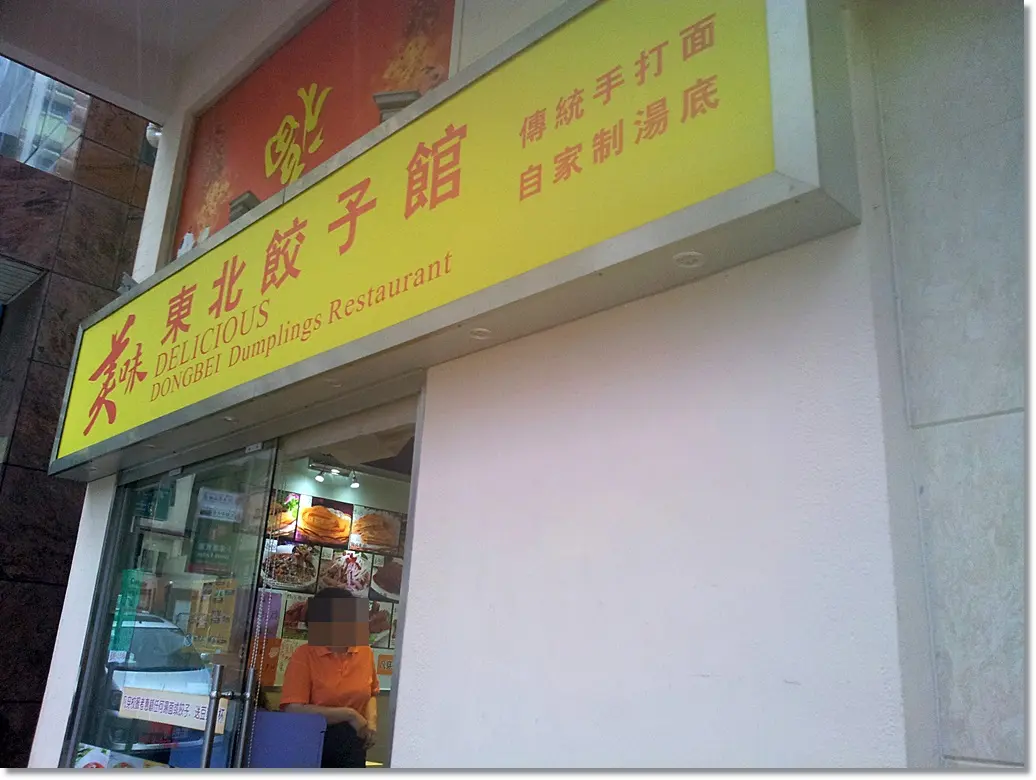 美味
東北餃子館
DELICIOUS
DONGBEI Dumplings Restaurant
傳統手打面
自家制湯底